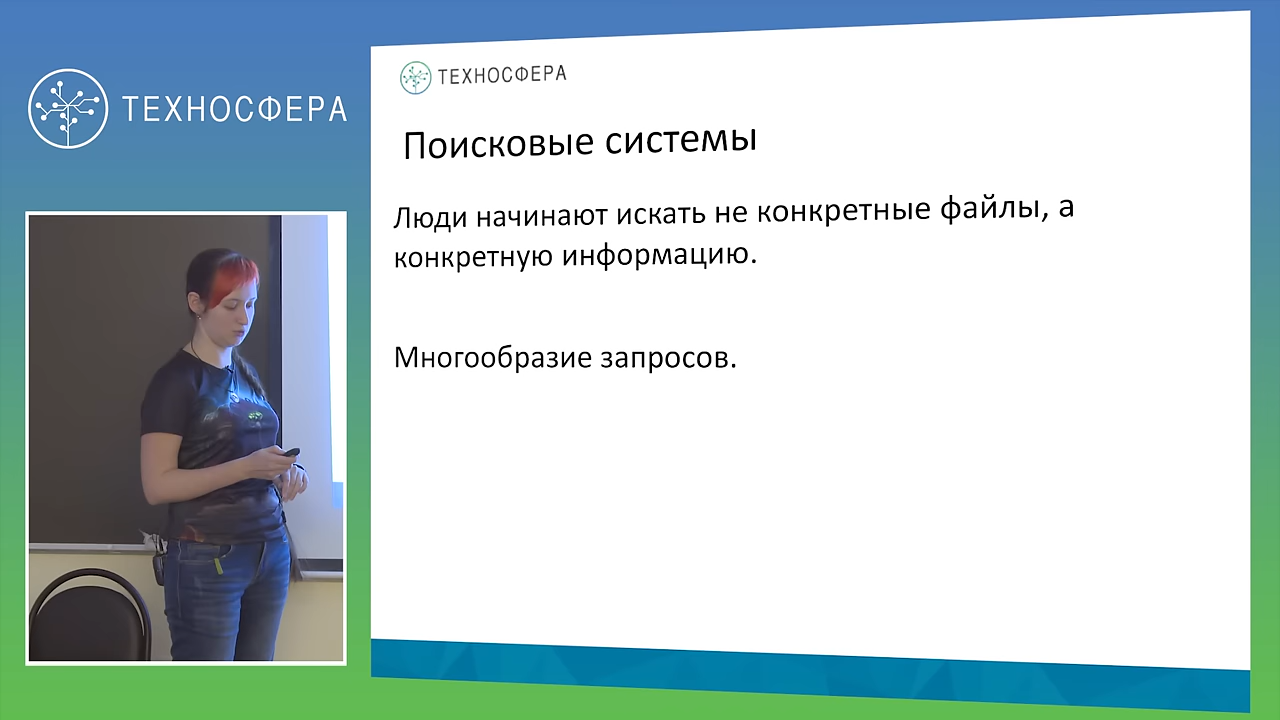 ТЕХНОСФЕРА
ТЕХНОСФЕРА
Поисковые системы
Люди начинают искать не конкретные файлы, а
конкретную информацию.
Многообразие запросов.